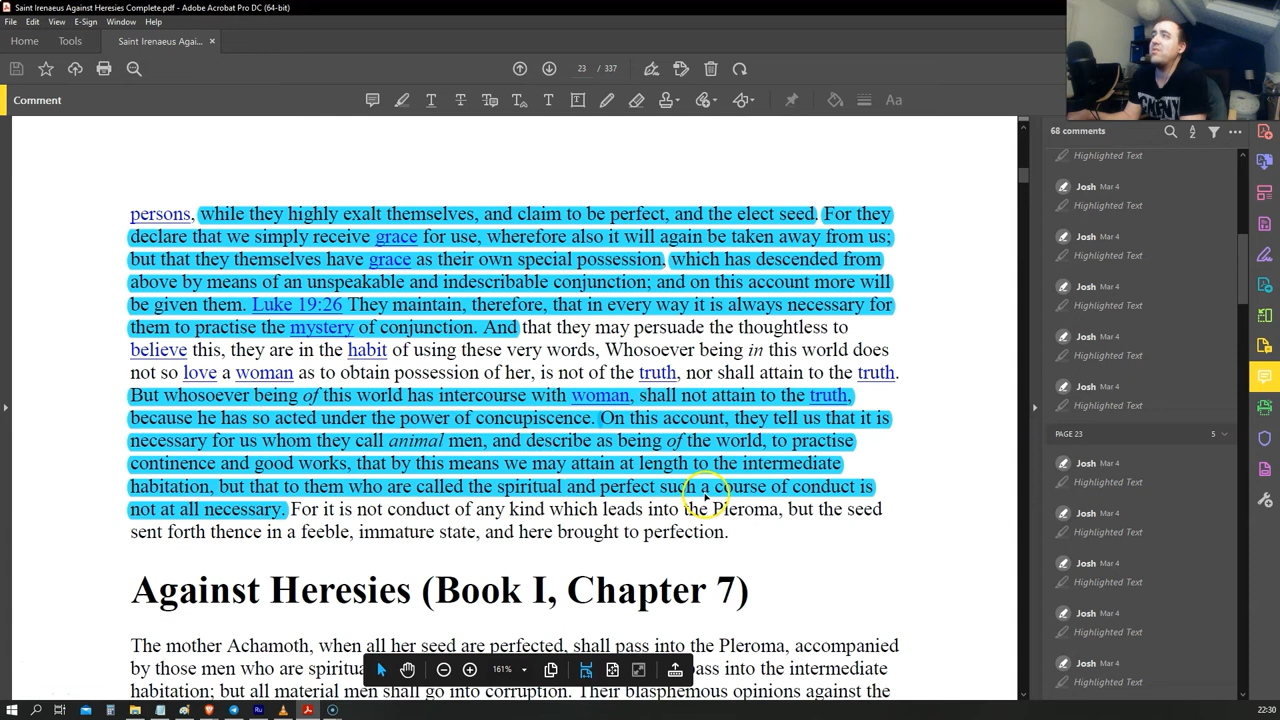 Saint Irenaeus Against Heresies Complete.pdf - Adobe Acrobat Pro DC (64-bit)
File Edit View E-Sign Window Help
Home Tools Saint Irenaeus Agai... ×
23 / 337
Comment
68 comments
persons, while they highly exalt themselves, and claim to be perfect, and the elect seed. For they
declare that we simply receive grace for use, wherefore also it will again be taken away from us;
but that they themselves have grace as their own special possession, which has descended from
above by means of an unspeakable and indescribable conjunction; and on this account more will
be given them. Luke 19:26 They maintain, therefore, that in every way it is always necessary for
them to practise the mystery of conjunction. And that they may persuade the thoughtless to
believe this, they are in the habit of using these very words, Whosoever being in this world does
not so love a woman as to obtain possession of her, is not of the truth, nor shall attain to the truth.
But whosoever being of this world has intercourse with woman, shall not attain to the truth,
because he has so acted under the power of concupiscence. On this account, they tell us that it is
necessary for us whom they call animal men, and describe as being of the world, to practise
continence and good works, that by this means we may attain at length to the intermediate
habitation, but that to them who are called the spiritual and perfect such a course of conduct is
not at all necessary. For it is not conduct of any kind which leads into the Pleroma, but the seed
sent forth thence in a feeble, immature state, and here brought to perfection.
Against Heresies (Book I, Chapter 7)
The mother Achamoth, when all her seed are perfected, shall pass into the Pleroma, accompanied
by those men who are spiritua pass into the intermediate
habitation; but all material men shall go into corruption. Their blasphemous opinions against the
161%
Highlighted Text
Josh Mar 4
Highlighted Text
Josh Mar 4
Highlighted Text
Josh Mar 4
Highlighted Text
Josh Mar 4
Highlighted Text
Josh Mar 4
Highlighted Text
PAGE 23 5
Josh Mar 4
Highlighted Text
Josh Mar 4
Highlighted Text
Josh Mar 4
Highlighted Text
Josh Mar 4
Highlighted Text
Josh Mar 4
Highlighted Text
22:30